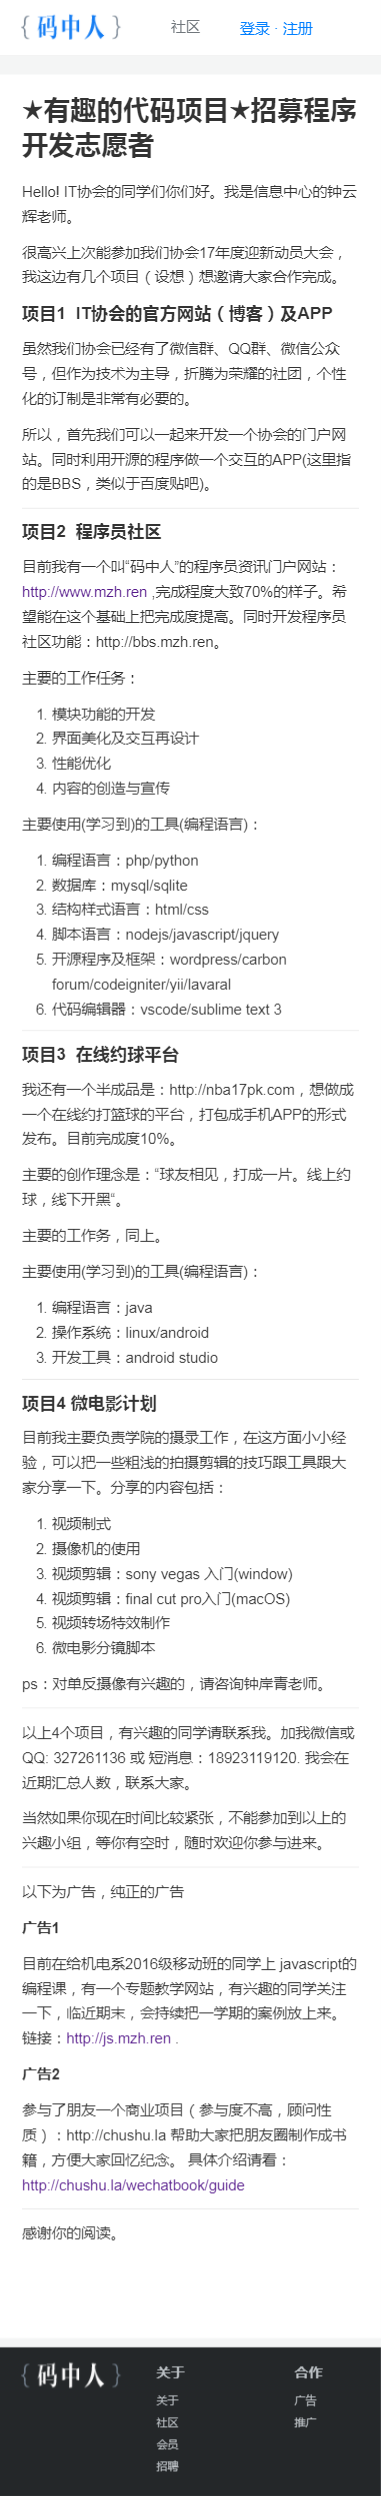 { 码中人 } 社区 登录 · 注册
★有趣的代码项目★招募程序
开发志愿者
Hello! IT协会的同学们你们好。我是信息中心的钟云
辉老师。
很高兴上次能参加我们协会17年度迎新动员大会，
我这边有几个项目（设想）想邀请大家合作完成。
项目1 IT协会的官方网站（博客）及APP
虽然我们协会已经有了微信群、QQ群、微信公众
号，但作为技术为主导，折腾为荣耀的社团，个性
化的订制是非常有必要的。
所以，首先我们可以一起来开发一个协会的门户网
站。同时利用开源的程序做一个交互的APP(这里指
的是BBS，类似于百度贴吧)。
项目2 程序员社区
目前我有一个叫“码中人”的程序员资讯门户网站：
http://www.mzh.ren ,完成程度大致70%的样子。希
望能在这个基础上把完成度提高。同时开发程序员
社区功能：http://bbs.mzh.ren。
主要的工作任务：
1. 模块功能的开发
2. 界面美化及交互再设计
3. 性能优化
4. 内容的创造与宣传
主要使用(学习到)的工具(编程语言)：
1. 编程语言：php/python
2. 数据库：mysql/sqlite
3. 结构样式语言：html/css
4. 脚本语言：nodejs/javascript/jquery
5. 开源程序及框架：wordpress/carbon
forum/codeigniter/yii/lavaral
6. 代码编辑器：vscode/sublime text 3
项目3 在线约球平台
我还有一个半成品是：http://nba17pk.com，想做成
一个在线约打篮球的平台，打包成手机APP的形式
发布。目前完成度10%。
主要的创作理念是：“球友相见，打成一片。线上约
球，线下开黑“。
主要的工作务，同上。
主要使用(学习到)的工具(编程语言)：
1. 编程语言：java
2. 操作系统：linux/android
3. 开发工具：android studio
项目4 微电影计划
目前我主要负责学院的摄录工作，在这方面小小经
验，可以把一些粗浅的拍摄剪辑的技巧跟工具跟大
家分享一下。分享的内容包括：
1. 视频制式
2. 摄像机的使用
3. 视频剪辑：sony vegas 入门(window)
4. 视频剪辑：final cut pro入门(macOS)
5. 视频转场特效制作
6. 微电影分镜脚本
ps：对单反摄像有兴趣的，请咨询钟岸青老师。
以上4个项目，有兴趣的同学请联系我。加我微信或
QQ: 327261136 或 短消息：18923119120. 我会在
近期汇总人数，联系大家。
当然如果你现在时间比较紧张，不能参加到以上的
兴趣小组，等你有空时，随时欢迎你参与进来。
以下为广告，纯正的广告
广告1
目前在给机电系2016级移动班的同学上 javascript的
编程课，有一个专题教学网站，有兴趣的同学关注
一下，临近期末，会持续把一学期的案例放上来。
链接：http://js.mzh.ren .
广告2
参与了朋友一个商业项目（参与度不高，顾问性
质）：http://chushu.la 帮助大家把朋友圈制作成书
籍，方便大家回忆纪念。 具体介绍请看：
http://chushu.la/wechatbook/guide
感谢你的阅读。
{ 码中人 } 关于 合作
关于 广告
社区 推广
会员
招聘